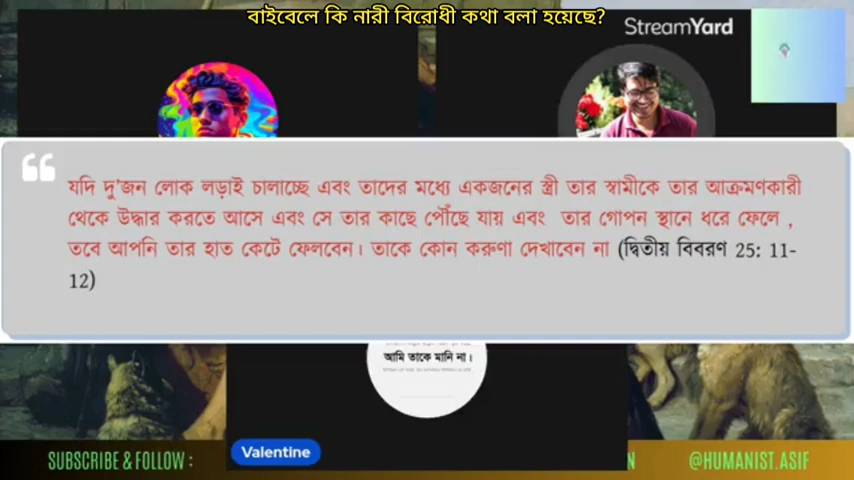 বাইবেলে কি নারী বিরোধী কথা বলা হয়েছে?
StreamYard
যদি দু'জন লোক লড়াই চালাচ্ছে এবং তাদের মধ্যে একজনের স্ত্রী তার স্বামীকে তার আক্রমণকারী
থেকে উদ্ধার করতে আসে এবং সে তার কাছে পৌঁছে যায় এবং তার গোপন স্থানে ধরে ফেলে ,
তবে আপনি তার হাত কেটে ফেলবেন। তাকে কোন করুণা দেখাবেন না (দ্বিতীয় বিবরণ 25: 11-
12)
আমি তাকে মানি না।
Valentine
SUBSCRIBE & FOLLOW :
N
@HUMANIST.ASIF